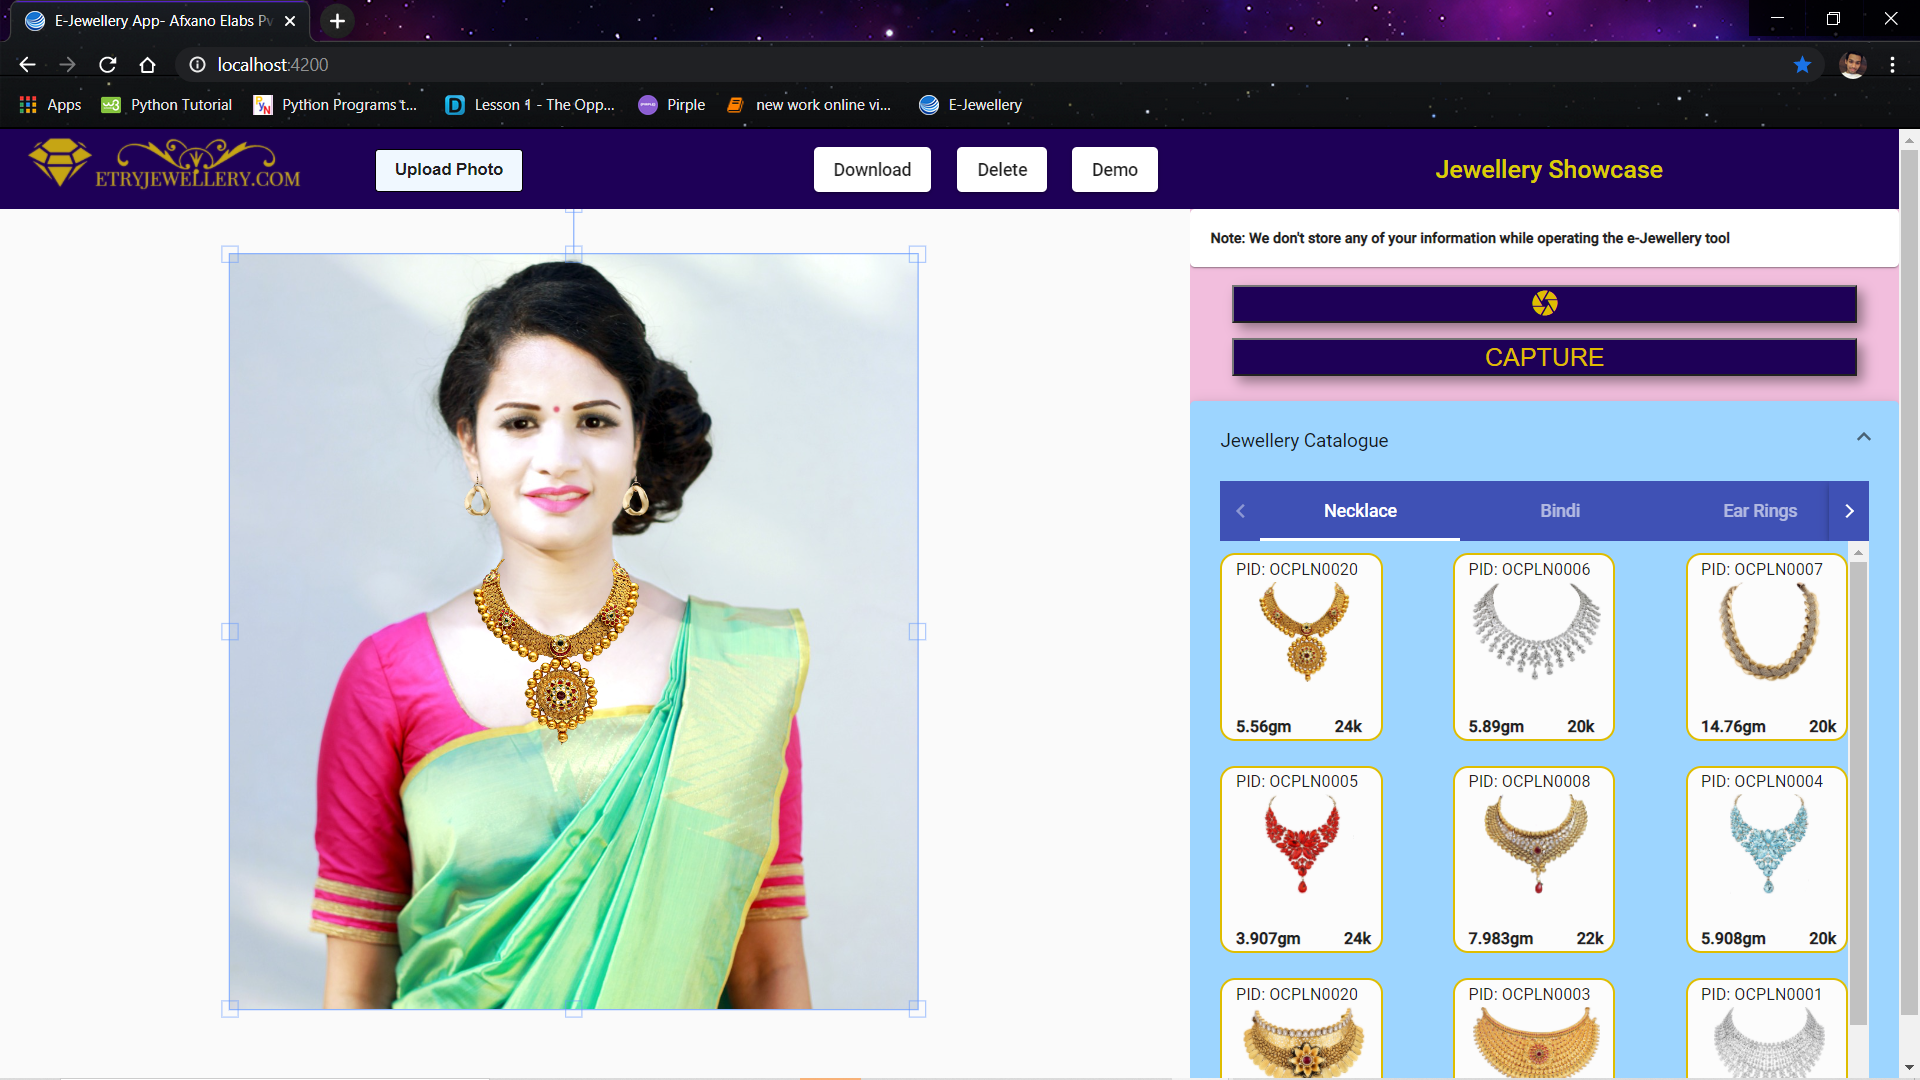 E-Jewellery App- Afxano Elabs Pv
localhost:4200
Apps
Python Tutorial
Python Programs t...
Lesson 1 - The Opp...
Pirple
new work online vi...
E-Jewellery
ETRYJEWELLERY.COM
Upload Photo
Download
Delete
Demo
Jewellery Showcase
Note: We don't store any of your information while operating the e-Jewellery tool
CAPTURE
Jewellery Catalogue
Necklace
Bindi
Ear Rings
PID: OCPLN0020
PID: OCPLN0006
PID: OCPLN0007
5.56gm 24k
5.89gm 20k
14.76gm 20k
PID: OCPLN0005
PID: OCPLN0008
PID: OCPLN0004
3.907gm 24k
7.983gm 22k
5.908gm 20k
PID: OCPLN0020
PID: OCPLN0003
PID: OCPLN0001